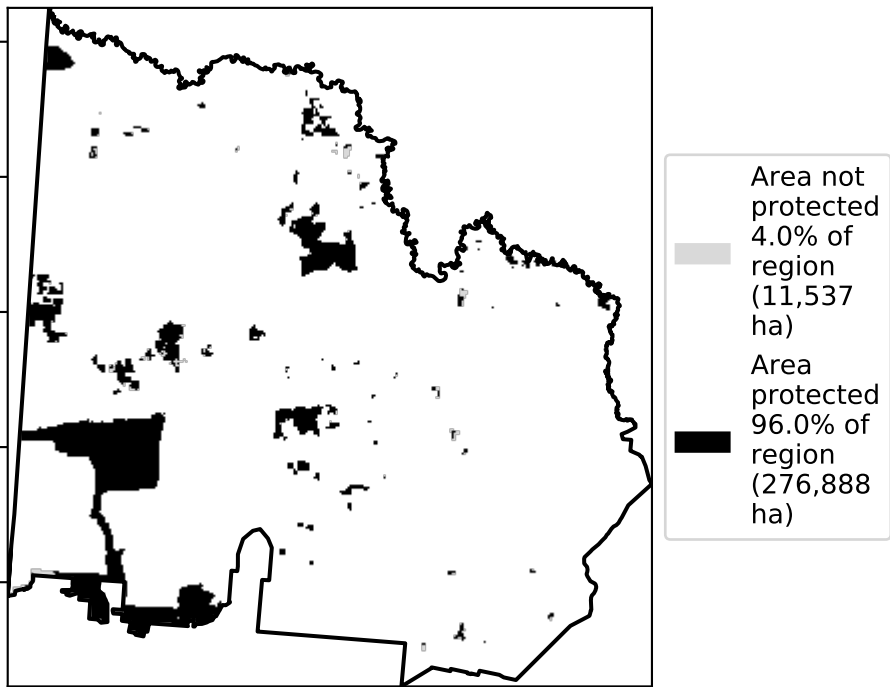 Area not
protected
4.0% of
region
(11,537
ha)
Area
protected
96.0% of
region
(276,888
ha)